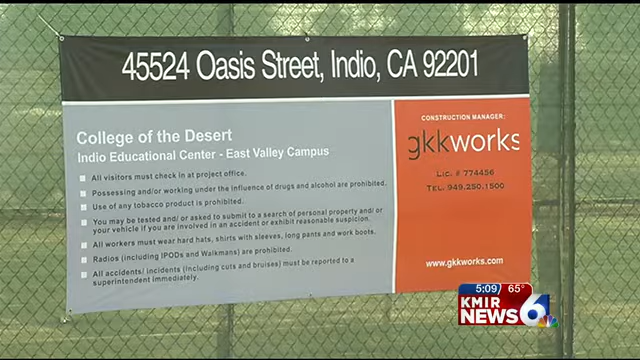 45524 Oasis Street, Indio, CA 92201
College of the Desert
Indio Educational Center - East Valley Campus
All visitors must check in at project office.
Possessing and/or working under the influence of drugs and alcohol are prohibited.
Use of any tobacco product is prohibited.
You may be tested and/ or asked to submit to a search of personal property and/ or
your vehicle if you are involved in an accident or exhibit reasonable suspicion.
All workers must wear hard hats, shirts with sleeves, long pants and work boots.
Radios (including IPODs and Walkmans) are prohibited.
All accidents/ incidents (including cuts and bruises) must be reported to a
superintendent immediately.
CONSTRUCTION MANAGER:
gkkworks
LIC. # 774456
TEL. 949.250.1500
www.gkkworks.com
5:09 65°
KMIR
NEWS 6